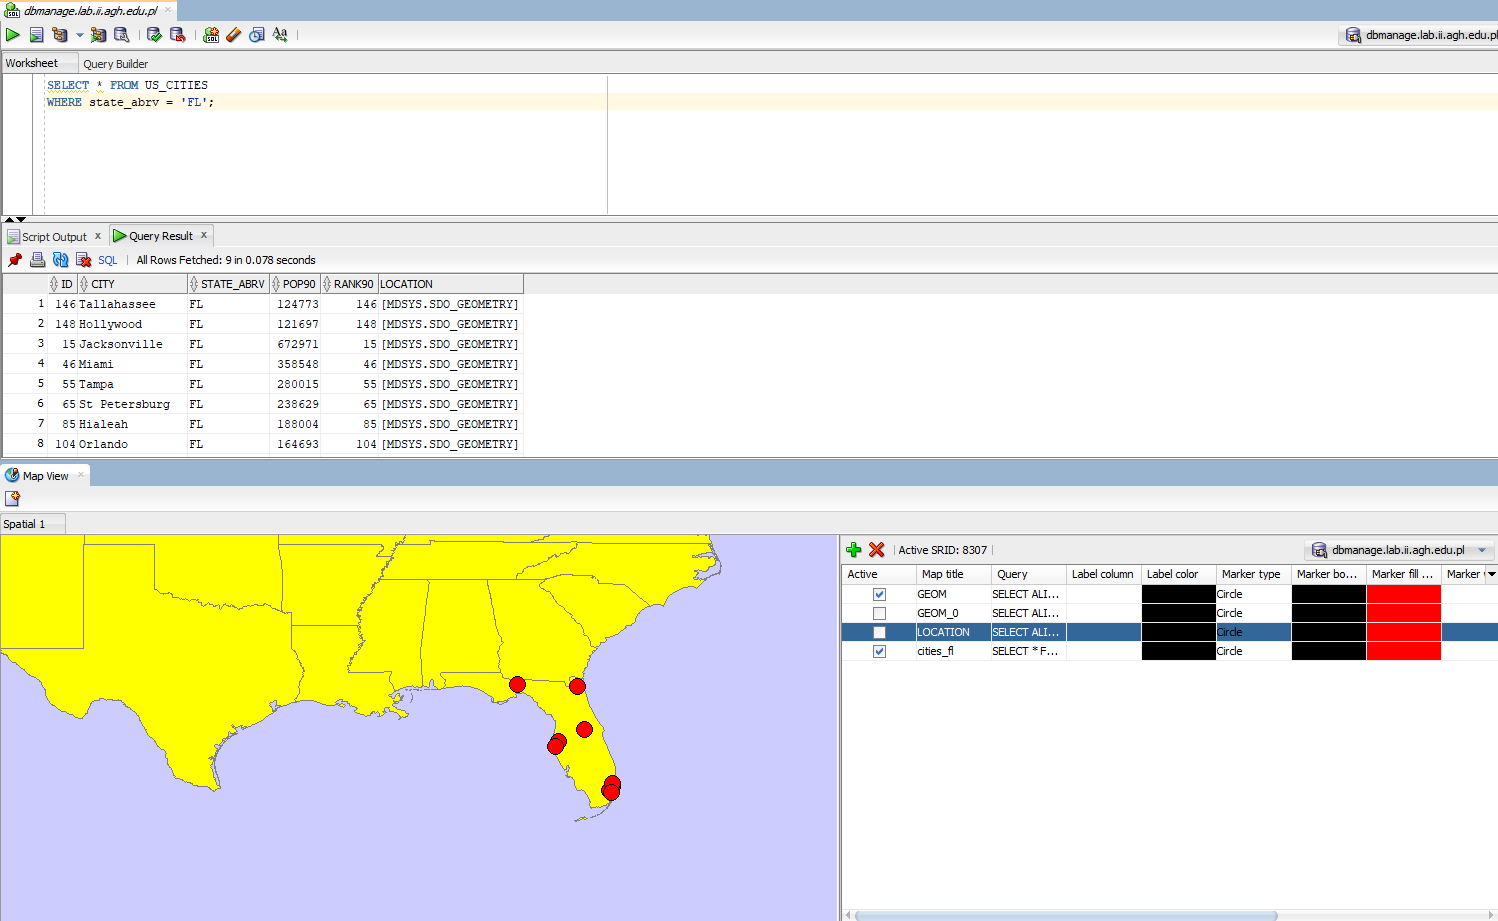 dbmanage.lab.ii.agh.edu.pl
SQL
Aa
dbmanage.lab.ii.agh.edu.pl
Worksheet Query Builder
SELECT * FROM US_CITIES
WHERE state_abrv = 'FL';
Script Output x Query Result x
SQL All Rows Fetched: 9 in 0.078 seconds
ID CITY STATE_ABRV POP90 RANK90 LOCATION
1 146 Tallahassee FL 124773 146 [MDSYS.SDO_GEOMETRY]
2 148 Hollywood FL 121697 148 [MDSYS.SDO_GEOMETRY]
3 15 Jacksonville FL 672971 15 [MDSYS.SDO_GEOMETRY]
4 46 Miami FL 358548 46 [MDSYS.SDO_GEOMETRY]
5 55 Tampa FL 280015 55 [MDSYS.SDO_GEOMETRY]
6 65 St Petersburg FL 238629 65 [MDSYS.SDO_GEOMETRY]
7 85 Hialeah FL 188004 85 [MDSYS.SDO_GEOMETRY]
8 104 Orlando FL 164693 104 [MDSYS.SDO_GEOMETRY]
Map View
Spatial 1
Active SRID: 8307 dbmanage.lab.ii.agh.edu.pl
Active Map title Query Label column Label color Marker type Marker bo... Marker fill ... Marker
GEOM SELECT ALI... Circle
GEOM_0 SELECT ALI... Circle
LOCATION SELECT ALI... Circle
cities_fl SELECT * F... Circle